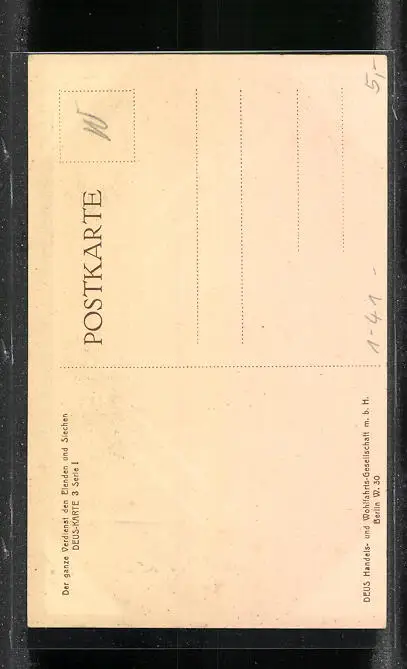 Der ganze Verdienst den Elenden und Siechen
DEUS-KARTE 3 Serie I
POSTKARTE
W
DEUS Handels- und Wohlfahrts-Gesellschaft m. b. H.
Berlin W. 30
1-41-
5,-